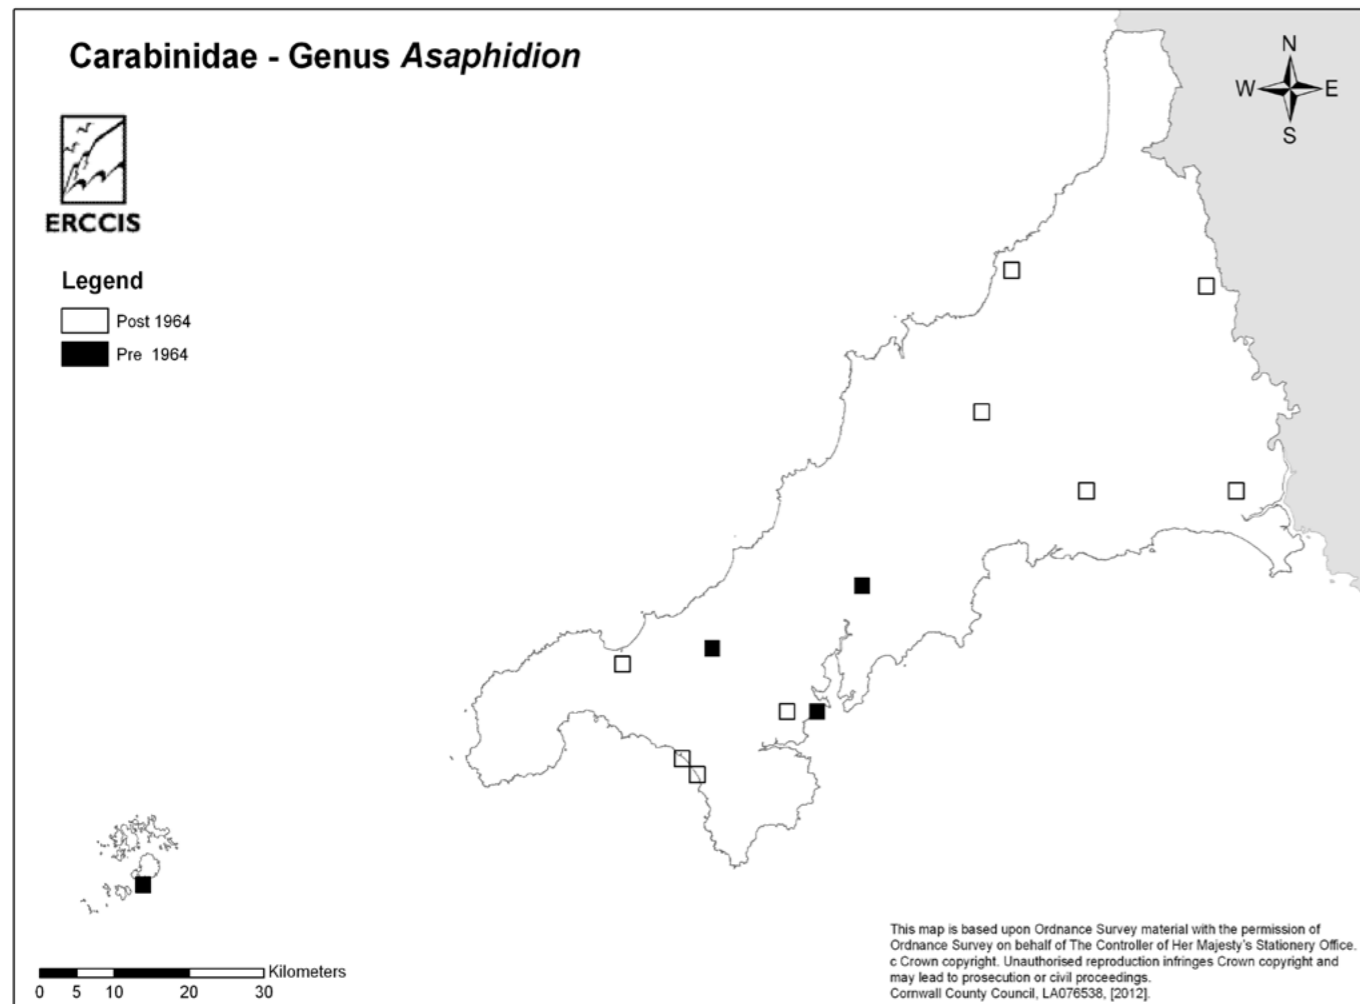 Carabinidae - Genus Asaphidion
N
W E
S
ERCCIS
Legend
Post 1964
Pre 1964
Kilometers
0 5 10 20 30
This map is based upon Ordnance Survey material with the permission of
Ordnance Survey on behalf of The Controller of Her Majesty's Stationery Office.
c Crown copyright. Unauthorised reproduction infringes Crown copyright and
may lead to prosecution or civil proceedings.
Cornwall County Council, LA076538, [2012].